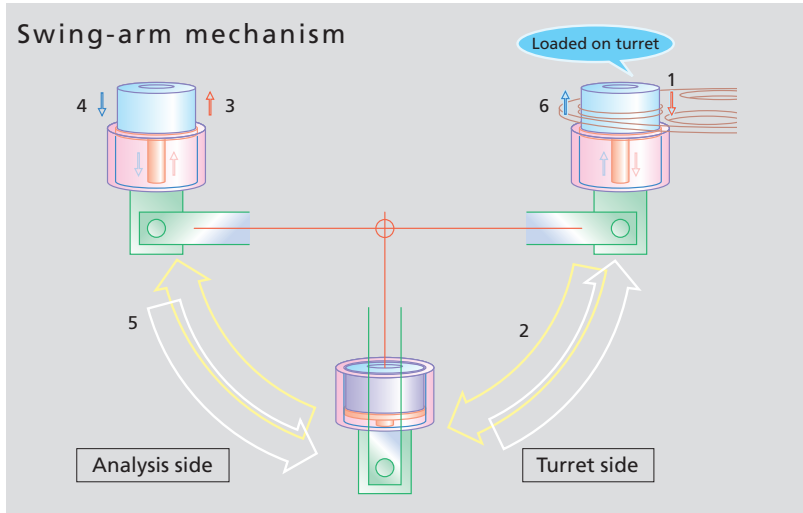 Swing-arm mechanism
Loaded on turret
4
3
6
1
5
2
Analysis side
Turret side